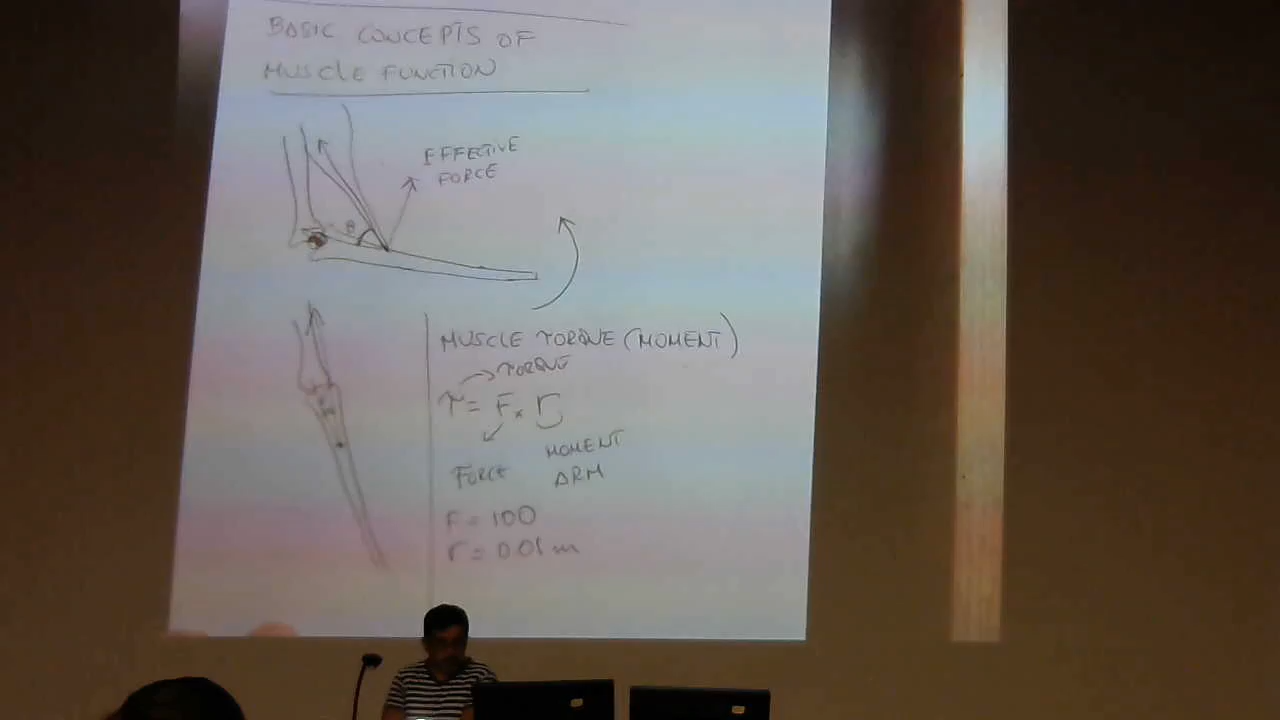 BASIC CONCEPTS OF
MUSCLE FUNCTION
EFFECTIVE
FORCE
θ
MUSCLE TORQUE (MOMENT)
TORQUE
τ = F × r
MOMENT
ARM
FORCE
F = 100
r = 0.01 m